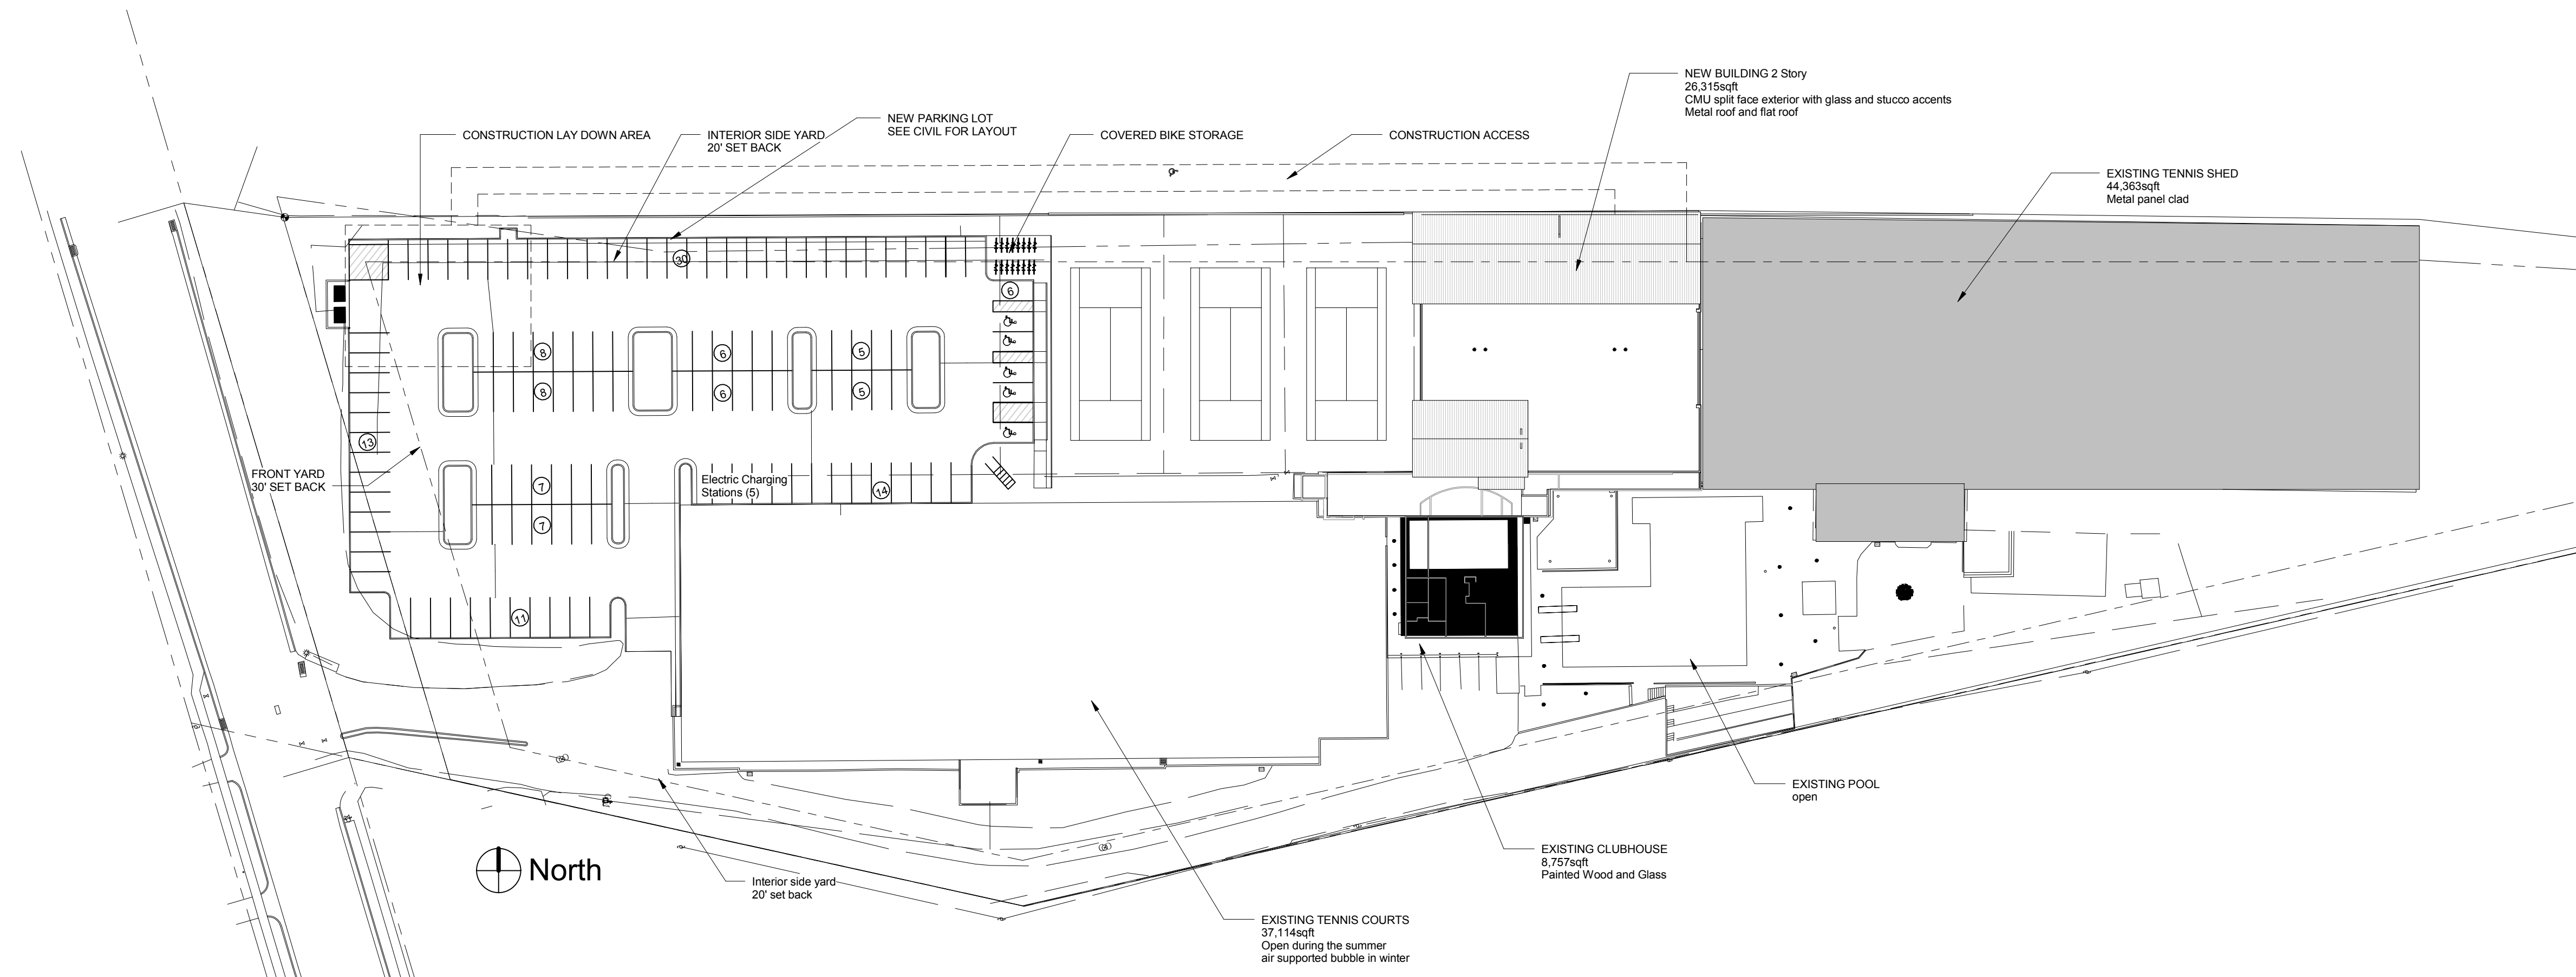 NEW BUILDING 2 Story
26,315sqft
CMU split face exterior with glass and stucco accents
Metal roof and flat roof
NEW PARKING LOT
SEE CIVIL FOR LAYOUT
CONSTRUCTION LAY DOWN AREA
INTERIOR SIDE YARD
20' SET BACK
COVERED BIKE STORAGE
CONSTRUCTION ACCESS
EXISTING TENNIS SHED
44,363sqft
Metal panel clad
30
6
8
6
5
8
6
5
13
FRONT YARD
30' SET BACK
Electric Charging
Stations (5)
7
14
7
11
EXISTING POOL
open
North
EXISTING CLUBHOUSE
8,757sqft
Painted Wood and Glass
Interior side yard
20' set back
EXISTING TENNIS COURTS
37,114sqft
Open during the summer
air supported bubble in winter